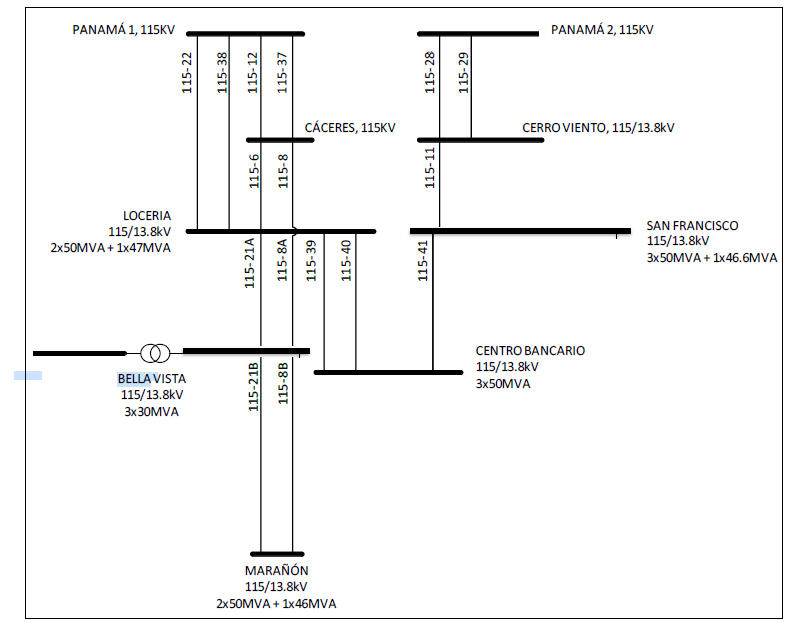 PANAMÁ 1, 115KV
PANAMÁ 2, 115KV
115-22
115-38
115-12
115-37
115-28
115-29
CÁCERES, 115KV
CERRO VIENTO, 115/13.8kV
115-6
115-8
115-11
LOCERIA
115/13.8kV
2x50MVA + 1x47MVA
SAN FRANCISCO
115/13.8kV
3x50MVA + 1x46.6MVA
115-21A
115-8A
115-39
115-40
115-41
CENTRO BANCARIO
115/13.8kV
3x50MVA
BELLA VISTA
115/13.8kV
3x30MVA
115-21B
115-8B
MARAÑÓN
115/13.8kV
2x50MVA + 1x46MVA